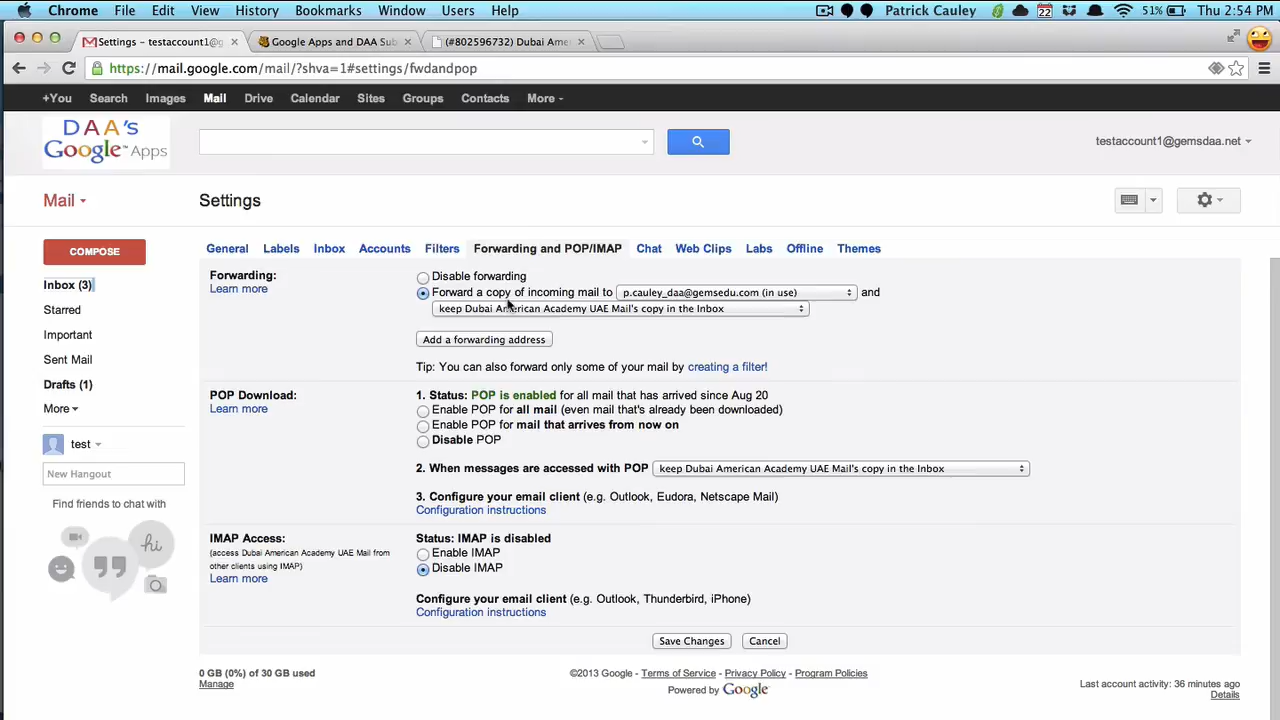 Chrome File Edit View History Bookmarks Window Users Help Patrick Cauley 22 51% Thu 2:54 PM
Settings - testaccount1@g Google Apps and DAA Sub (#802596732) Dubai Ame
https://mail.google.com/mail/?shva=1#settings/fwdandpop
+You Search Images Mail Drive Calendar Sites Groups Contacts More
DAA's
Google™ Apps
testaccount1@gemsdaa.net
Mail
Settings
COMPOSE
General Labels Inbox Accounts Filters Forwarding and POP/IMAP Chat Web Clips Labs Offline Themes
Inbox (3)
Starred
Important
Sent Mail
Drafts (1)
More
test
New Hangout
Find friends to chat with
hi
Forwarding:
Learn more
Disable forwarding
Forward a copy of incoming mail to p.cauley_daa@gemsedu.com (in use) and
keep Dubai American Academy UAE Mail's copy in the Inbox
Add a forwarding address
Tip: You can also forward only some of your mail by creating a filter!
POP Download:
Learn more
1. Status: POP is enabled for all mail that has arrived since Aug 20
Enable POP for all mail (even mail that's already been downloaded)
Enable POP for mail that arrives from now on
Disable POP
2. When messages are accessed with POP keep Dubai American Academy UAE Mail's copy in the Inbox
3. Configure your email client (e.g. Outlook, Eudora, Netscape Mail)
Configuration instructions
IMAP Access:
(access Dubai American Academy UAE Mail from
other clients using IMAP)
Learn more
Status: IMAP is disabled
Enable IMAP
Disable IMAP
Configure your email client (e.g. Outlook, Thunderbird, iPhone)
Configuration instructions
Save Changes Cancel
0 GB (0%) of 30 GB used
Manage
©2013 Google - Terms of Service - Privacy Policy - Program Policies
Powered by Google™
Last account activity: 36 minutes ago
Details